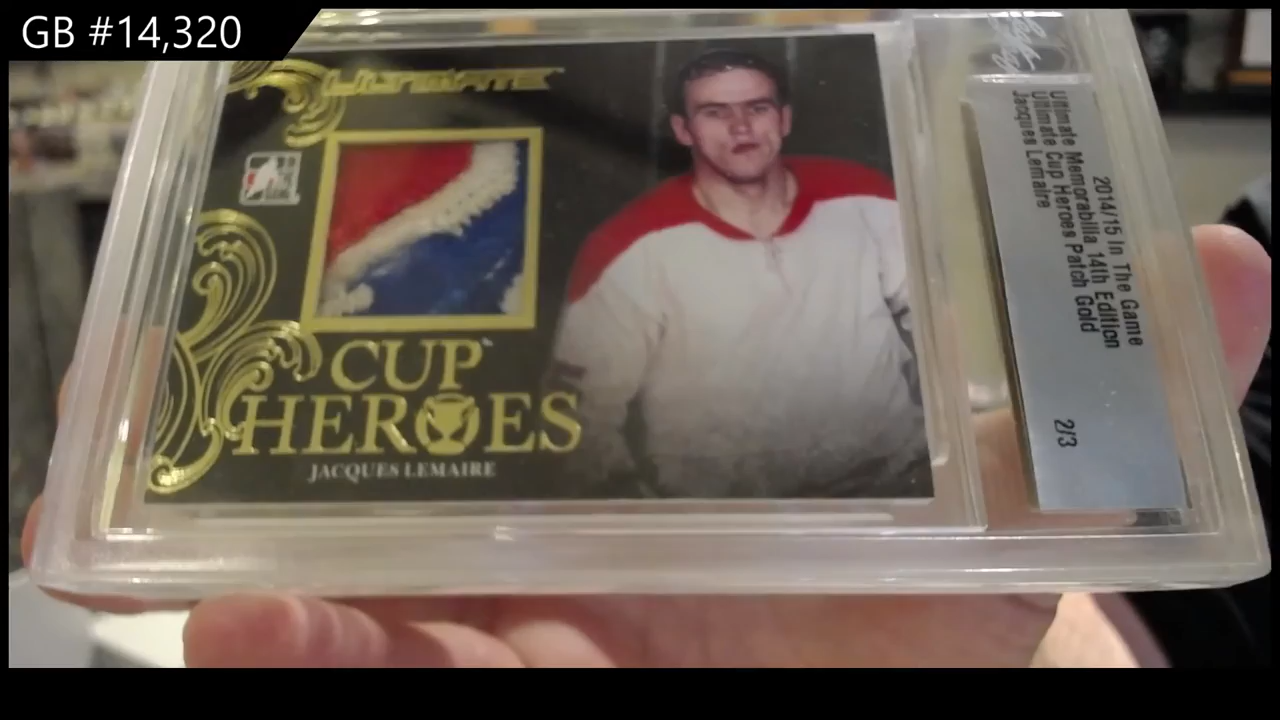 GB #14,320
ULTIMATE
CUP
HEROES
JACQUES LEMAIRE
2014/15 In The Game
Ultimate Memorabilia 14th Edition
Ultimate Cup Heroes Patch Gold
Jacques Lemaire
2/3